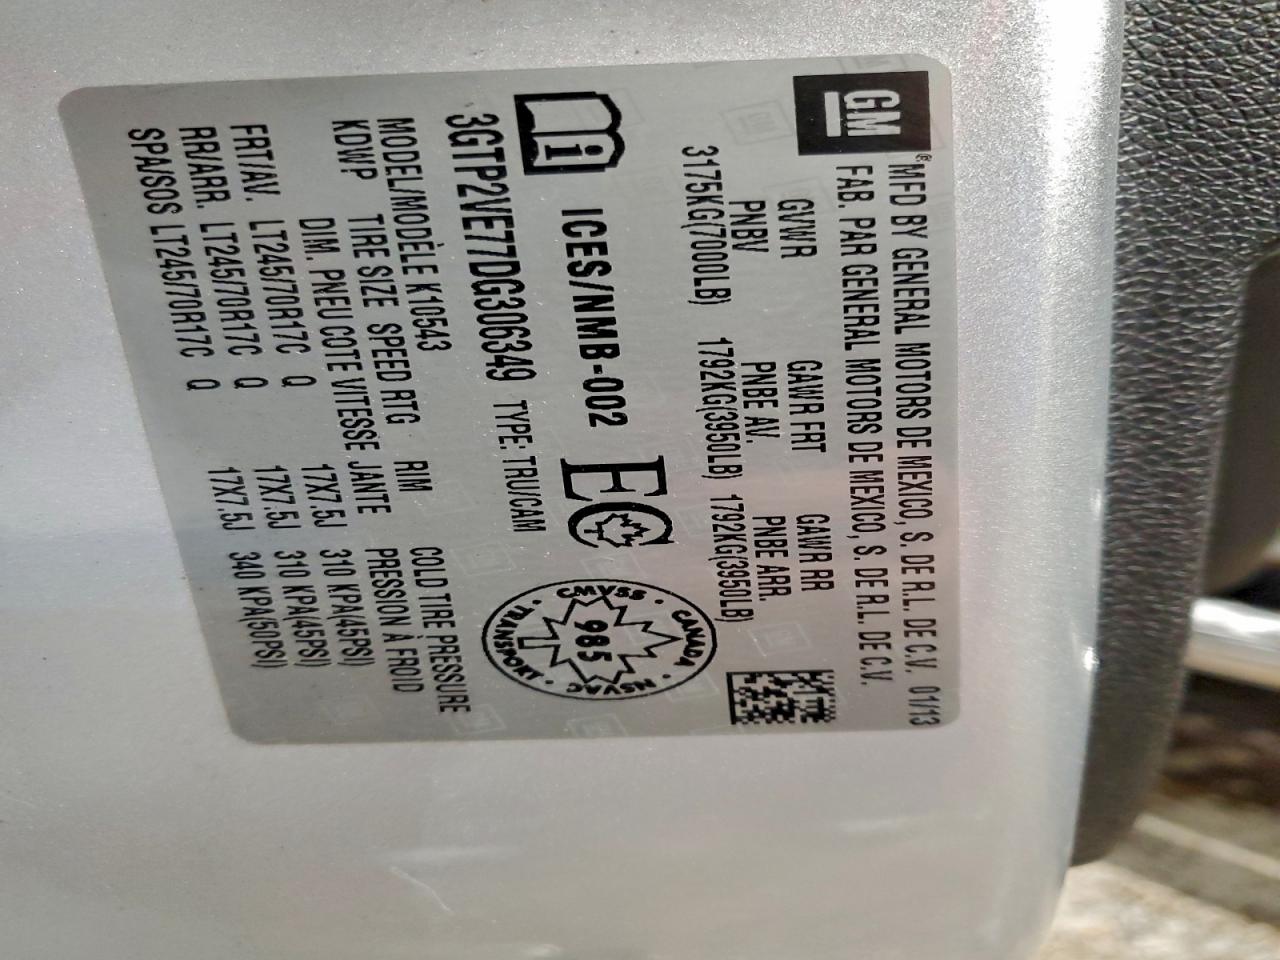 GM
® MFD BY GENERAL MOTORS DE MEXICO, S. DE R.L. DE C.V. 01/13
FAB. PAR GENERAL MOTORS DE MEXICO, S. DE R.L. DE C.V.
GVWR GAWR FRT GAWR RR
PNBV PNBE AV. PNBE ARR.
3175KG(7000LB) 1792KG(3950LB) 1792KG(3950LB)
i ICES/NMB-002 EC
CMVSS · CANADA · NSVAC · TRANSPORT ·
985
3GTP2VE77DG306349 TYPE: TRU/CAM
MODEL/MODÈLE K10543
KDWP TIRE SIZE SPEED RTG RIM COLD TIRE PRESSURE
DIM. PNEU COTE VITESSE JANTE PRESSION À FROID
FRT/AV. LT245/70R17C Q 17X7.5J 310 KPA(45PSI)
RR/ARR. LT245/70R17C Q 17X7.5J 310 KPA(45PSI)
SPA/SOS LT245/70R17C Q 17X7.5J 340 KPA(50PSI)